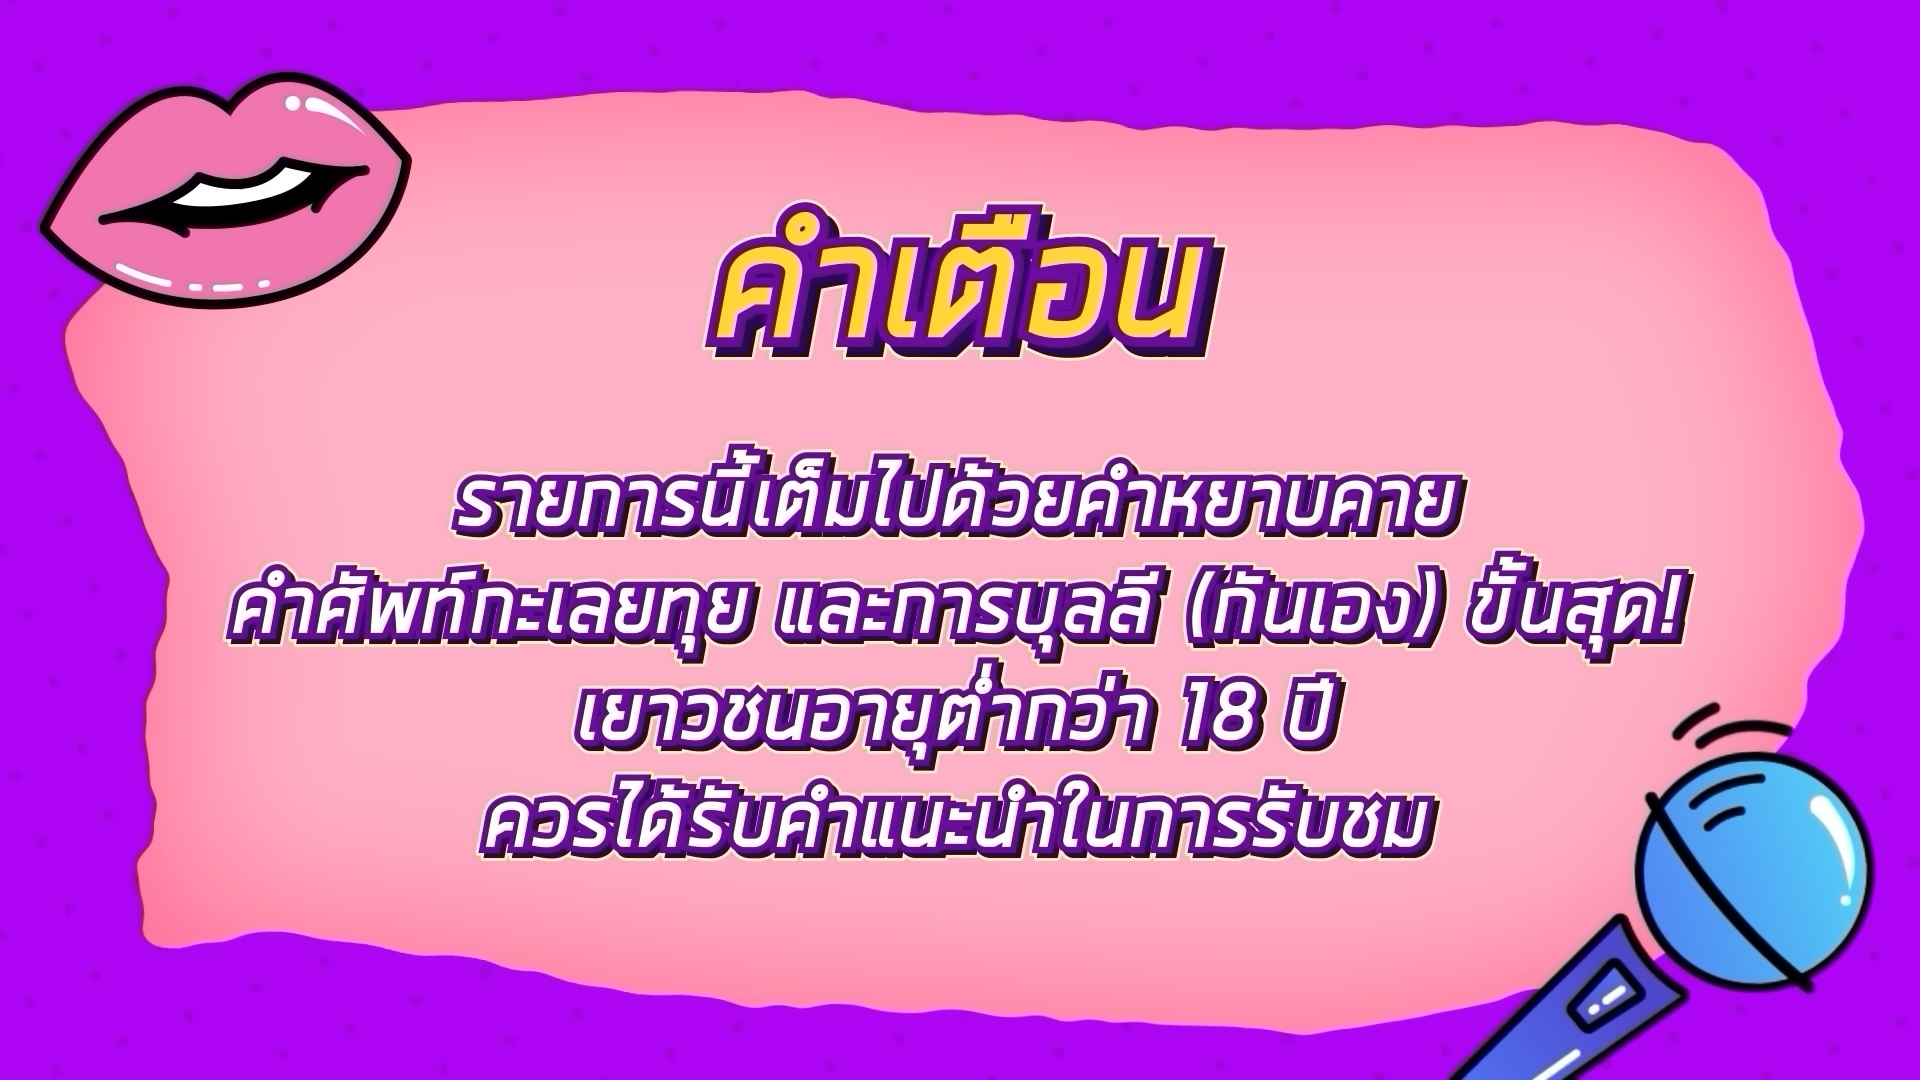 คำเตือน
รายการนี้เต็มไปด้วยคำหยาบคาย
คำศัพท์กะเลยทุย และการบุลลี (กันเอง) ขั้นสุด!
เยาวชนอายุต่ำกว่า 18 ปี
ควรได้รับคำแนะนำในการรับชม